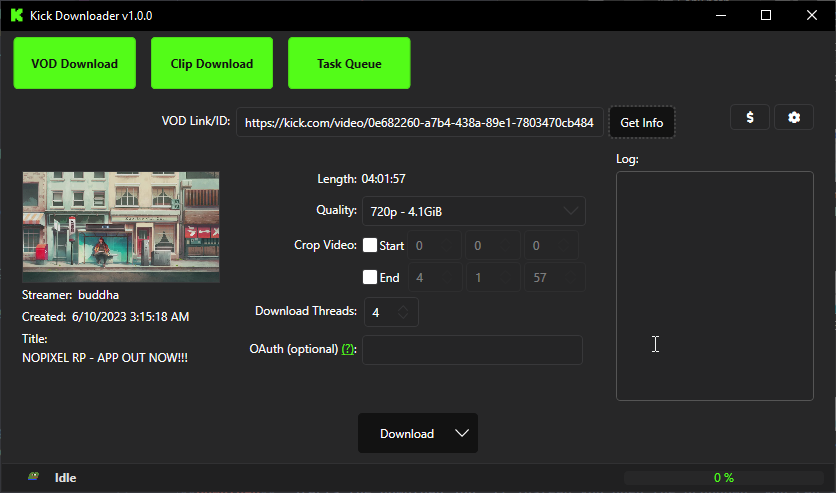 Kick Downloader v1.0.0
VOD Download
Clip Download
Task Queue
VOD Link/ID:
https://kick.com/video/0e682260-a7b4-438a-89e1-7803470cb484
Get Info
$
Log:
Length: 04:01:57
Quality: 720p - 4.1GiB
Crop Video: Start 0 0 0
End 4 1 57
Download Threads: 4
OAuth (optional) (?):
Streamer: buddha
Created: 6/10/2023 3:15:18 AM
Title:
NOPIXEL RP - APP OUT NOW!!!
Download
Idle
0 %